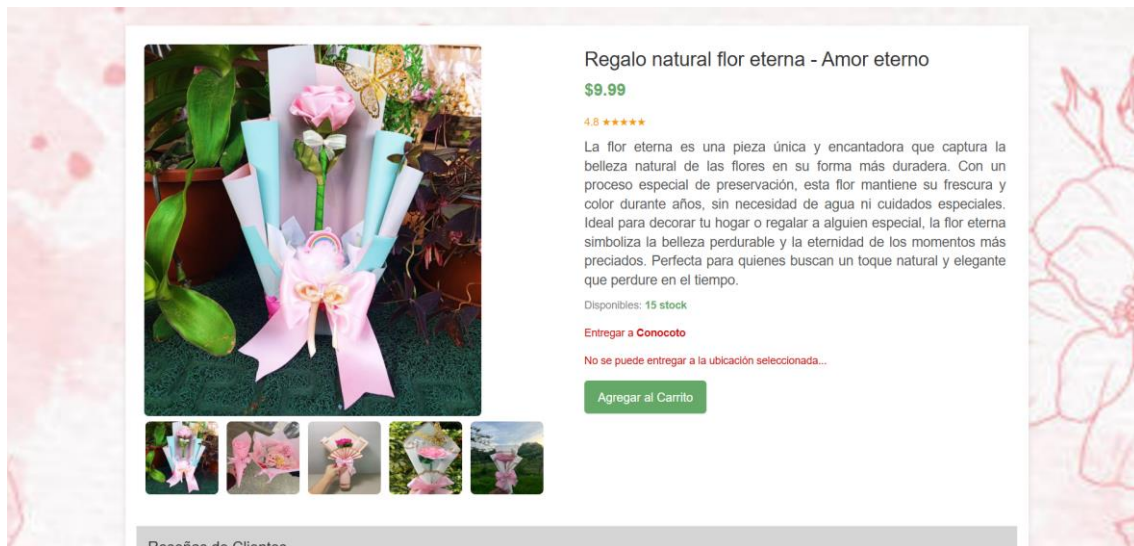 Regalo natural flor eterna - Amor eterno
$9.99
4.8 ★★★★★
La flor eterna es una pieza única y encantadora que captura la
belleza natural de las flores en su forma más duradera. Con un
proceso especial de preservación, esta flor mantiene su frescura y
color durante años, sin necesidad de agua ni cuidados especiales.
Ideal para decorar tu hogar o regalar a alguien especial, la flor eterna
simboliza la belleza perdurable y la eternidad de los momentos más
preciados. Perfecta para quienes buscan un toque natural y elegante
que perdure en el tiempo.
Disponibles: 15 stock
Entregar a Conocoto
No se puede entregar a la ubicación seleccionada...
Agregar al Carrito
Reseñas de Clientes